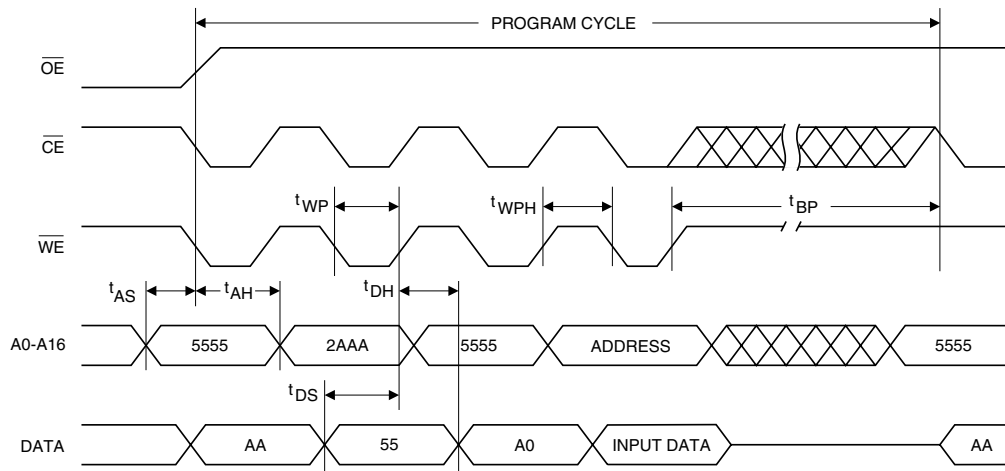 PROGRAM CYCLE
OE
CE
tWP tWPH tBP
WE
tAS tAH tDH
A0-A16 5555 2AAA 5555 ADDRESS 5555
tDS
DATA AA 55 A0 INPUT DATA AA